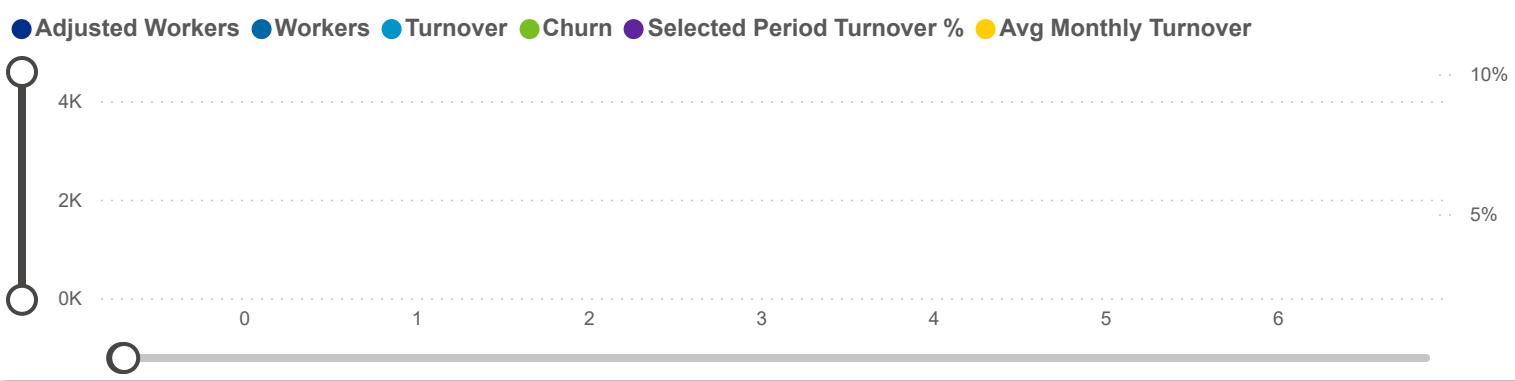 Adjusted Workers Workers Turnover Churn Selected Period Turnover % Avg Monthly Turnover
10%
4K
2K
5%
0K
0 1 2 3 4 5 6